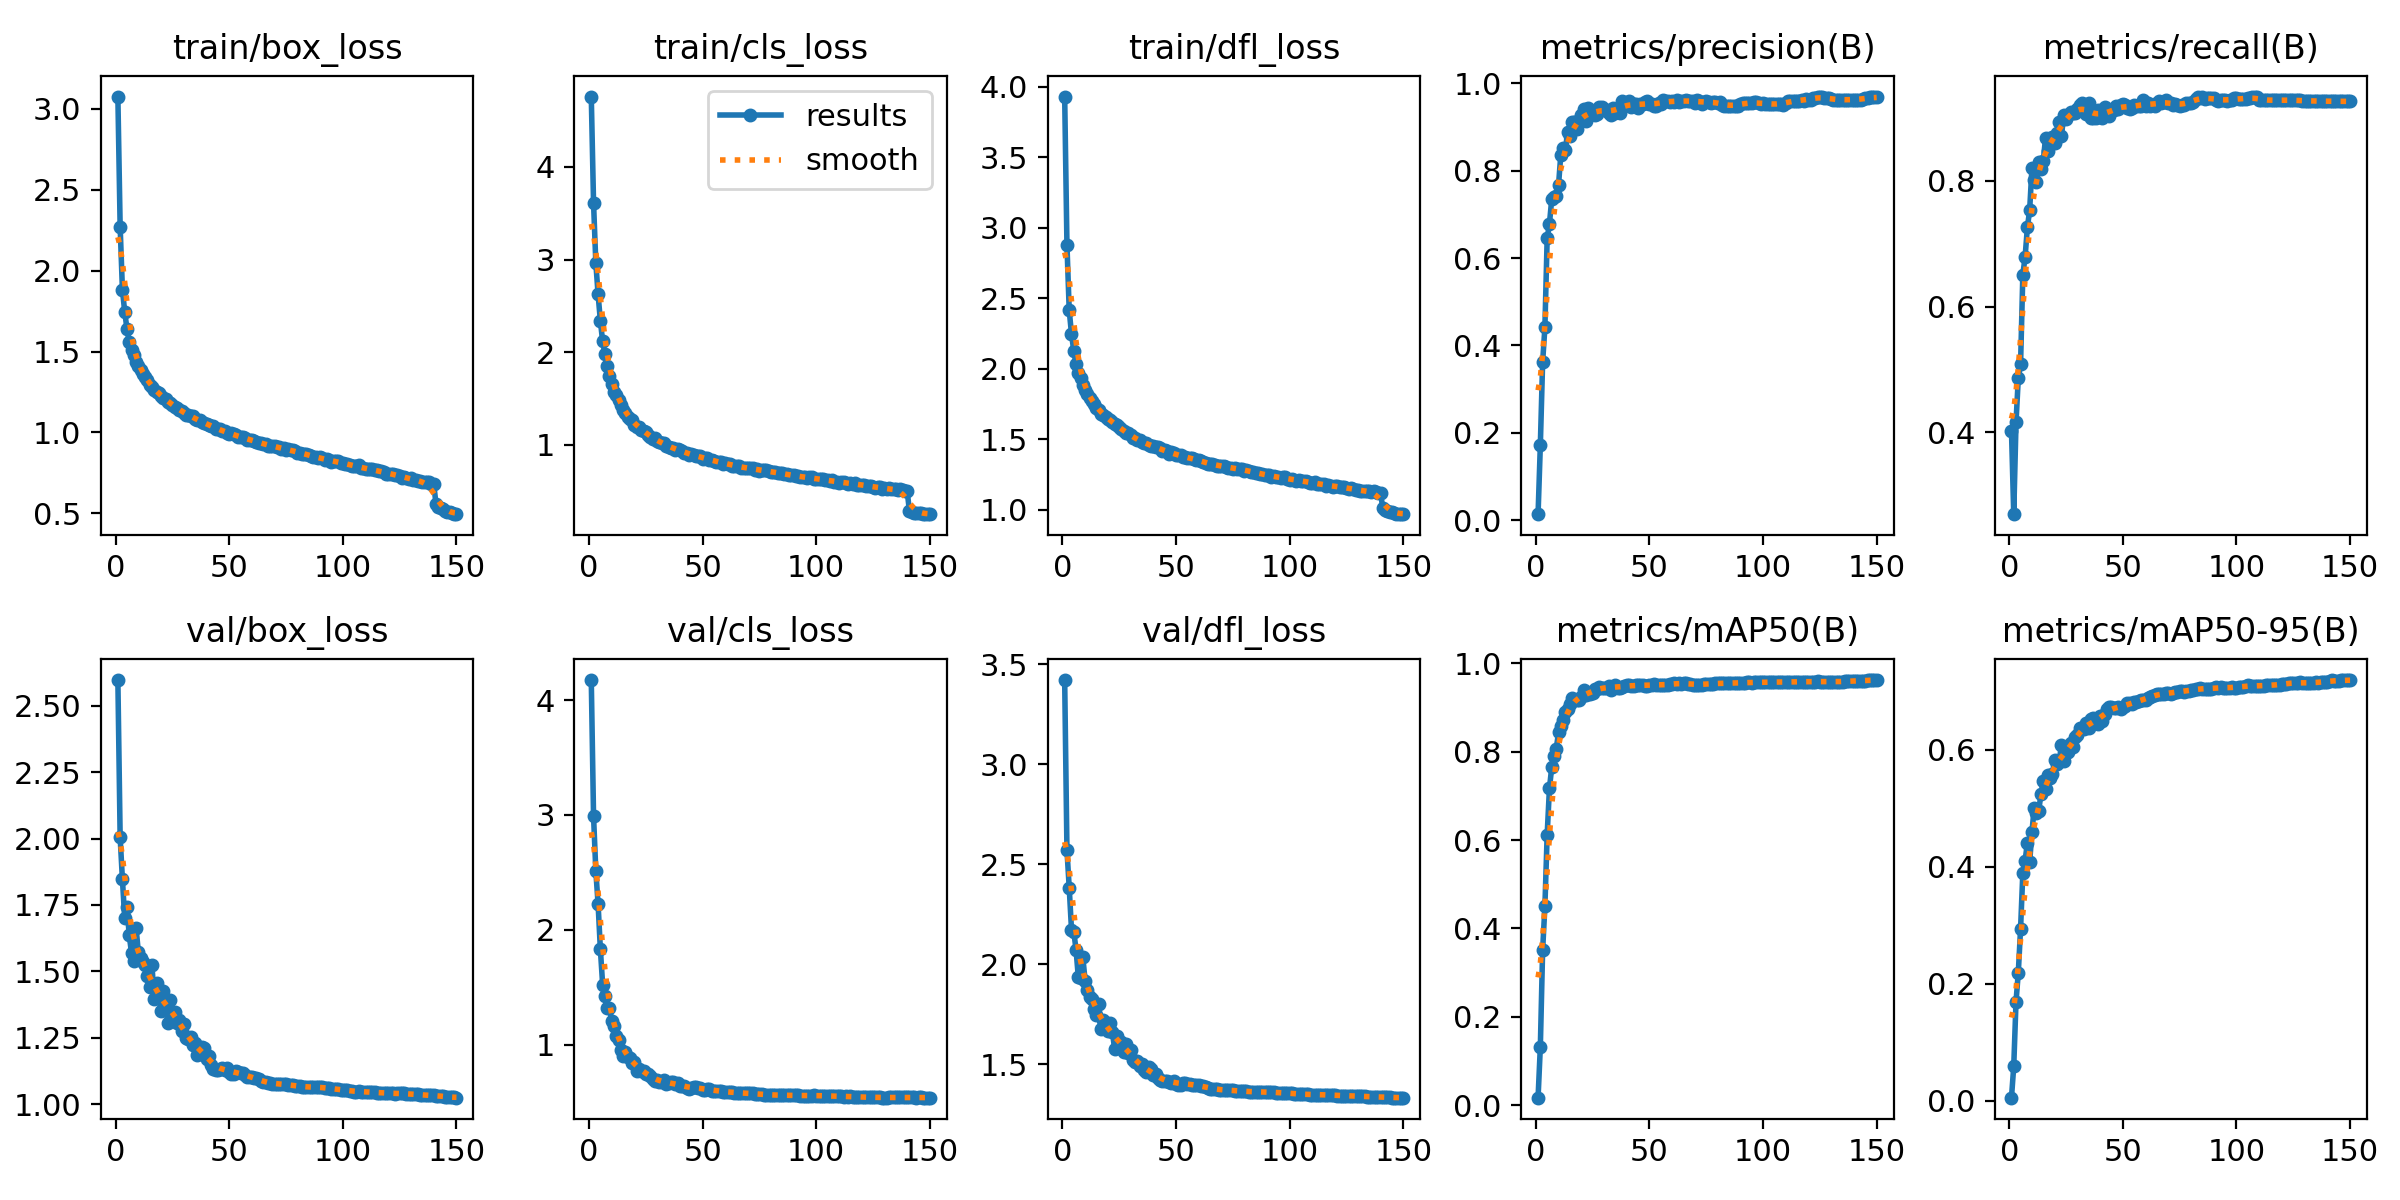 train/box_loss
3.0
2.5
2.0
1.5
1.0
0.5
0 50 100 150
train/cls_loss
results
smooth
4
3
2
1
0 50 100 150
train/dfl_loss
4.0
3.5
3.0
2.5
2.0
1.5
1.0
0 50 100 150
metrics/precision(B)
1.0
0.8
0.6
0.4
0.2
0.0
0 50 100 150
metrics/recall(B)
0.8
0.6
0.4
0 50 100 150
val/box_loss
2.50
2.25
2.00
1.75
1.50
1.25
1.00
0 50 100 150
val/cls_loss
4
3
2
1
0 50 100 150
val/dfl_loss
3.5
3.0
2.5
2.0
1.5
0 50 100 150
metrics/mAP50(B)
1.0
0.8
0.6
0.4
0.2
0.0
0 50 100 150
metrics/mAP50-95(B)
0.6
0.4
0.2
0.0
0 50 100 150